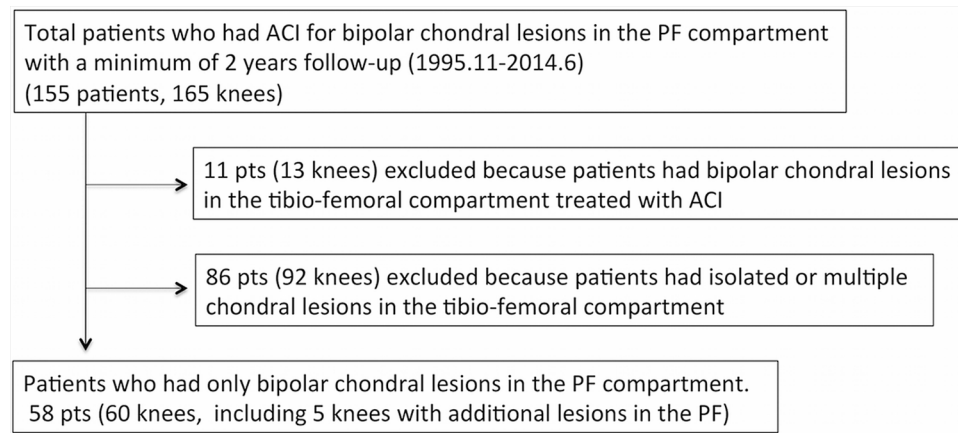 Total patients who had ACI for bipolar chondral lesions in the PF compartment
with a minimum of 2 years follow-up (1995.11-2014.6)
(155 patients, 165 knees)
11 pts (13 knees) excluded because patients had bipolar chondral lesions
in the tibio-femoral compartment treated with ACI
86 pts (92 knees) excluded because patients had isolated or multiple
chondral lesions in the tibio-femoral compartment
Patients who had only bipolar chondral lesions in the PF compartment.
58 pts (60 knees, including 5 knees with additional lesions in the PF)